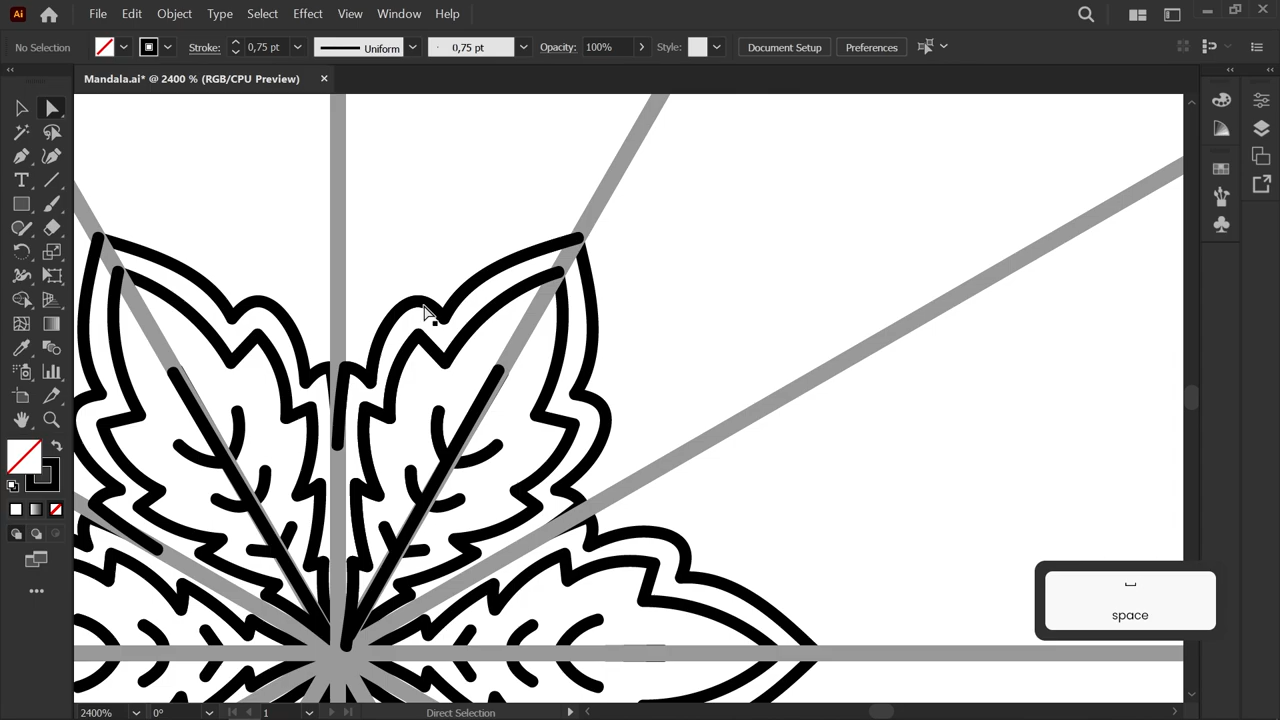 Ai File Edit Object Type Select Effect View Window Help
No Selection Stroke: 0,75 pt Uniform 0,75 pt Opacity: 100% Style: Document Setup Preferences
Mandala.ai* @ 2400 % (RGB/CPU Preview)
space
2400% 0° 1 Direct Selection